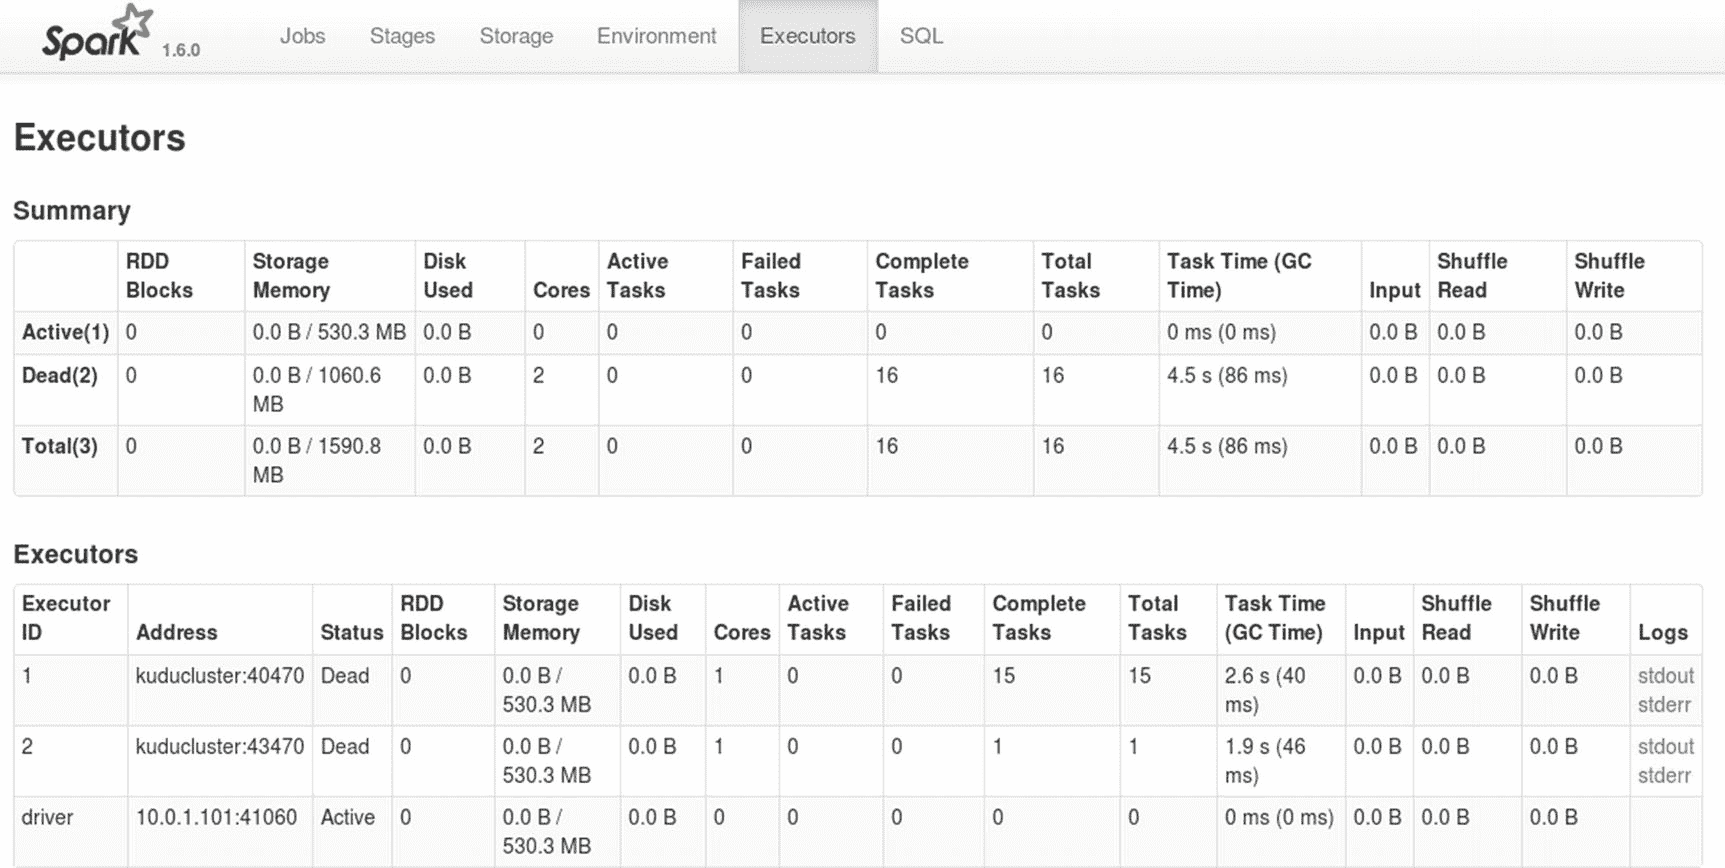 Spark 1.6.0 Jobs Stages Storage Environment Executors SQL
Executors
Summary
RDD Blocks Storage Memory Disk Used Cores Active Tasks Failed Tasks Complete Tasks Total Tasks Task Time (GC Time) Input Shuffle Read Shuffle Write
Active(1) 0 0.0 B / 530.3 MB 0.0 B 0 0 0 0 0 0 ms (0 ms) 0.0 B 0.0 B 0.0 B
Dead(2) 0 0.0 B / 1060.6 MB 0.0 B 2 0 0 16 16 4.5 s (86 ms) 0.0 B 0.0 B 0.0 B
Total(3) 0 0.0 B / 1590.8 MB 0.0 B 2 0 0 16 16 4.5 s (86 ms) 0.0 B 0.0 B 0.0 B
Executors
Executor ID Address Status RDD Blocks Storage Memory Disk Used Cores Active Tasks Failed Tasks Complete Tasks Total Tasks Task Time (GC Time) Input Shuffle Read Shuffle Write Logs
1 kuducluster:40470 Dead 0 0.0 B / 530.3 MB 0.0 B 1 0 0 15 15 2.6 s (40 ms) 0.0 B 0.0 B 0.0 B stdout stderr
2 kuducluster:43470 Dead 0 0.0 B / 530.3 MB 0.0 B 1 0 0 1 1 1.9 s (46 ms) 0.0 B 0.0 B 0.0 B stdout stderr
driver 10.0.1.101:41060 Active 0 0.0 B / 530.3 MB 0.0 B 0 0 0 0 0 0 ms (0 ms) 0.0 B 0.0 B 0.0 B